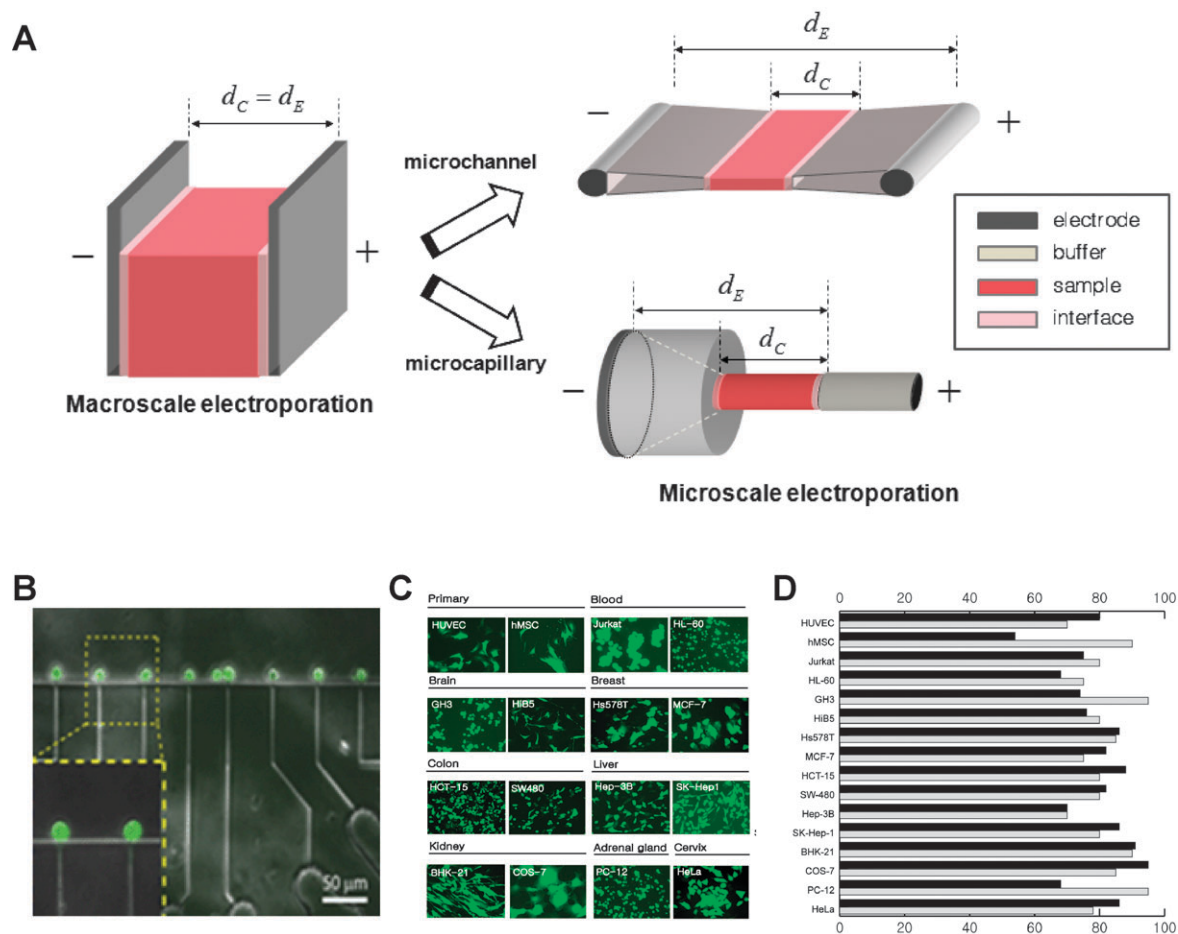 A
d_C = d_E
−
+
Macroscale electroporation
microchannel
microcapillary
d_E
d_C
−
+
d_E
d_C
−
+
Microscale electroporation
electrode
buffer
sample
interface
B
50 μm
C
Primary
Blood
HUVEC
hMSC
Jurkat
HL-60
Brain
Breast
GH3
HiB5
Hs578T
MCF-7
Colon
Liver
HCT-15
SW480
Hep-3B
SK-Hep1
Kidney
Adrenal gland
Cervix
BHK-21
COS-7
PC-12
HeLa
D
0 20 40 60 80 100
HUVEC
hMSC
Jurkat
HL-60
GH3
HiB5
Hs578T
MCF-7
HCT-15
SW-480
Hep-3B
SK-Hep-1
BHK-21
COS-7
PC-12
HeLa
0 20 40 60 80 100